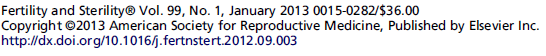 Fertility and Sterility® Vol. 99, No. 1, January 2013 0015-0282/$36.00
Copyright ©2013 American Society for Reproductive Medicine, Published by Elsevier Inc.
http://dx.doi.org/10.1016/j.fertnstert.2012.09.003